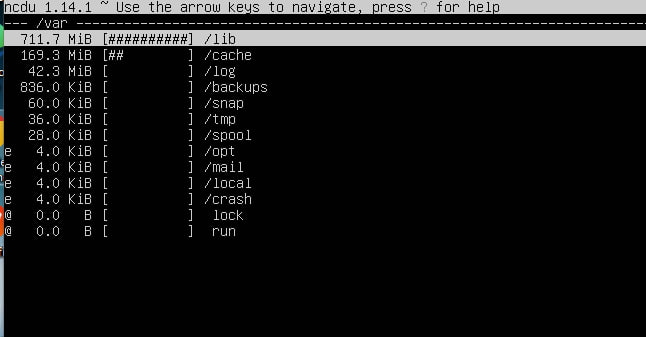 ncdu 1.14.1 ~ Use the arrow keys to navigate, press ? for help
--- /var ---
711.7 MiB [##########] /lib
169.3 MiB [##        ] /cache
42.3 MiB [          ] /log
836.0 KiB [          ] /backups
60.0 KiB [          ] /snap
36.0 KiB [          ] /tmp
28.0 KiB [          ] /spool
e 4.0 KiB [          ] /opt
e 4.0 KiB [          ] /mail
e 4.0 KiB [          ] /local
e 4.0 KiB [          ] /crash
@ 0.0 B [          ] lock
@ 0.0 B [          ] run